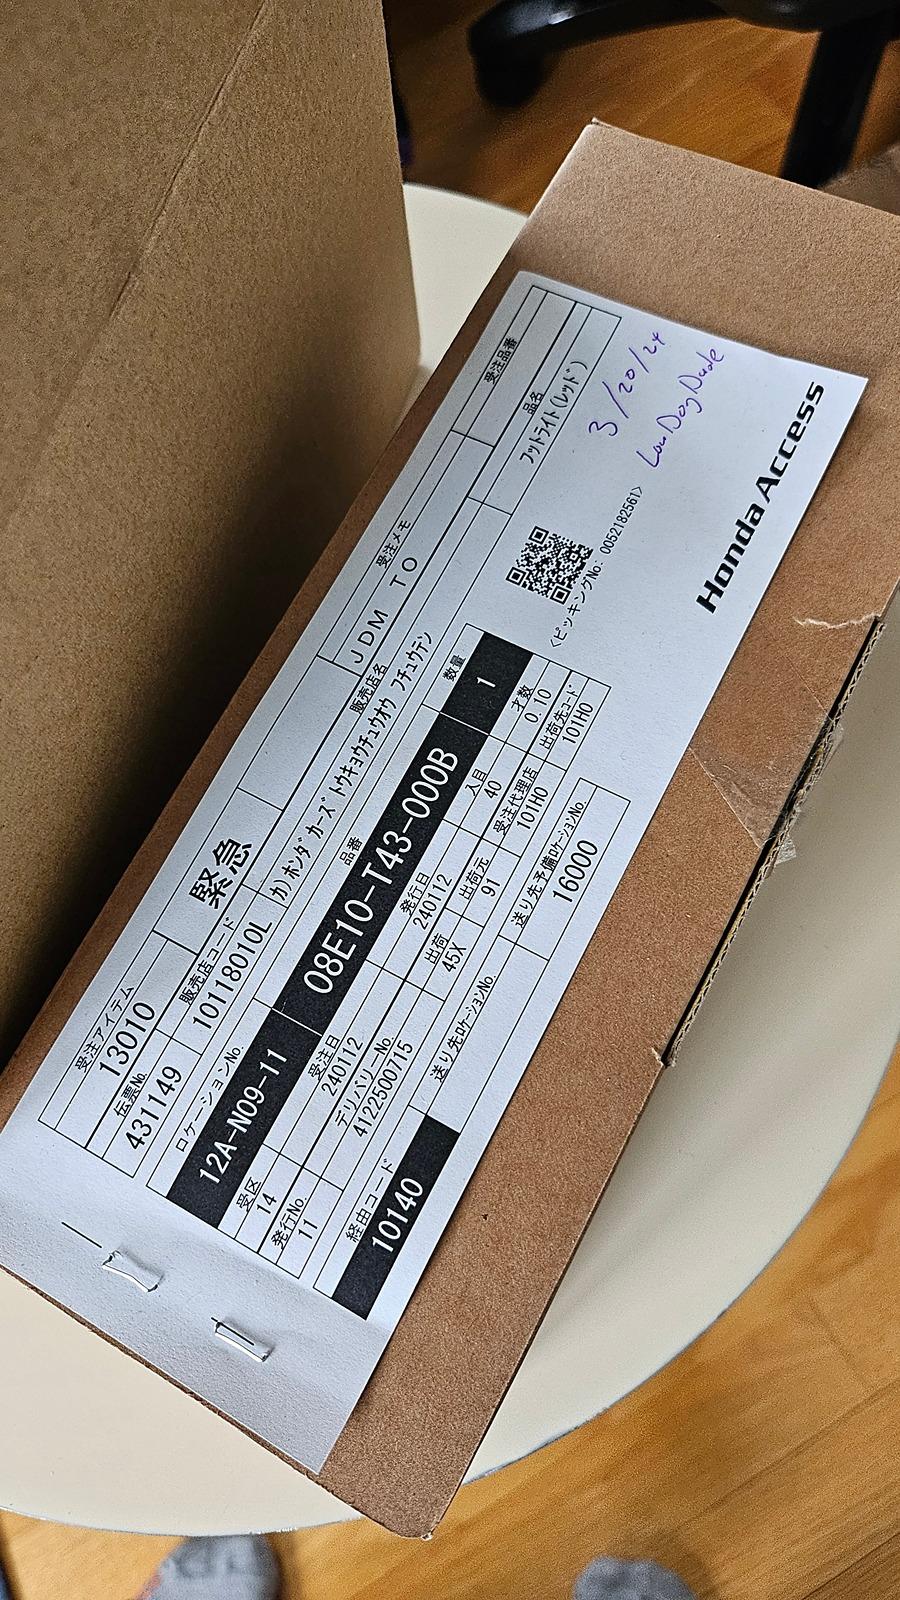 受注アイテム
13010
緊急
受注メモ
JDM TO
受注品番
伝票No.
431149
販売店コード
10118010L
販売店名
カ)ホンダ カーズ トウキョウチュウオウ フチュウテン
品名
フットライト(レッド)
ロケーションNo.
12A-N09-11
品番
08E10-T43-000B
数量
1
受区
14
受注日
240112
発行日
240112
入目
40
才数
0.10
発行No.
11
デリバリーNo
4122500715
出荷
45X
出荷元
91
受注代理店
101H0
出荷先コード
101H0
経由コード
10140
送り先ロケーションNo.
送り先予備ロケーションNo.
16000
<ピッキングNo: 0052182561>
3/20/24
LowDogDude
Honda Access